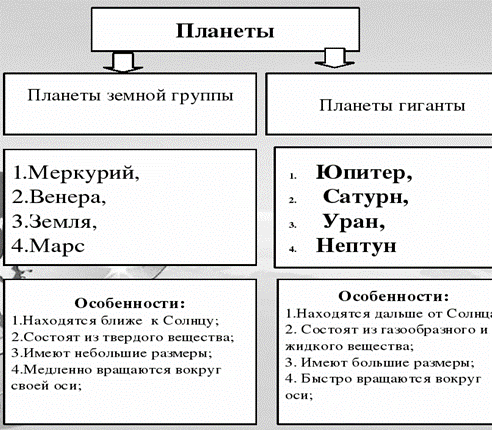 Планеты
Планеты земной группы
Планеты гиганты
1.Меркурий,
2.Венера,
3.Земля,
4.Марс
1. Юпитер,
2. Сатурн,
3. Уран,
4. Нептун
Особенности:
1.Находятся ближе к Солнцу;
2.Состоят из твердого вещества;
3.Имеют небольшие размеры;
4.Медленно вращаются вокруг
своей оси;
Особенности:
1.Находятся дальше от Солнца
2. Состоят из газообразного и
жидкого вещества;
3. Имеют большие размеры;
4. Быстро вращаются вокруг
оси;